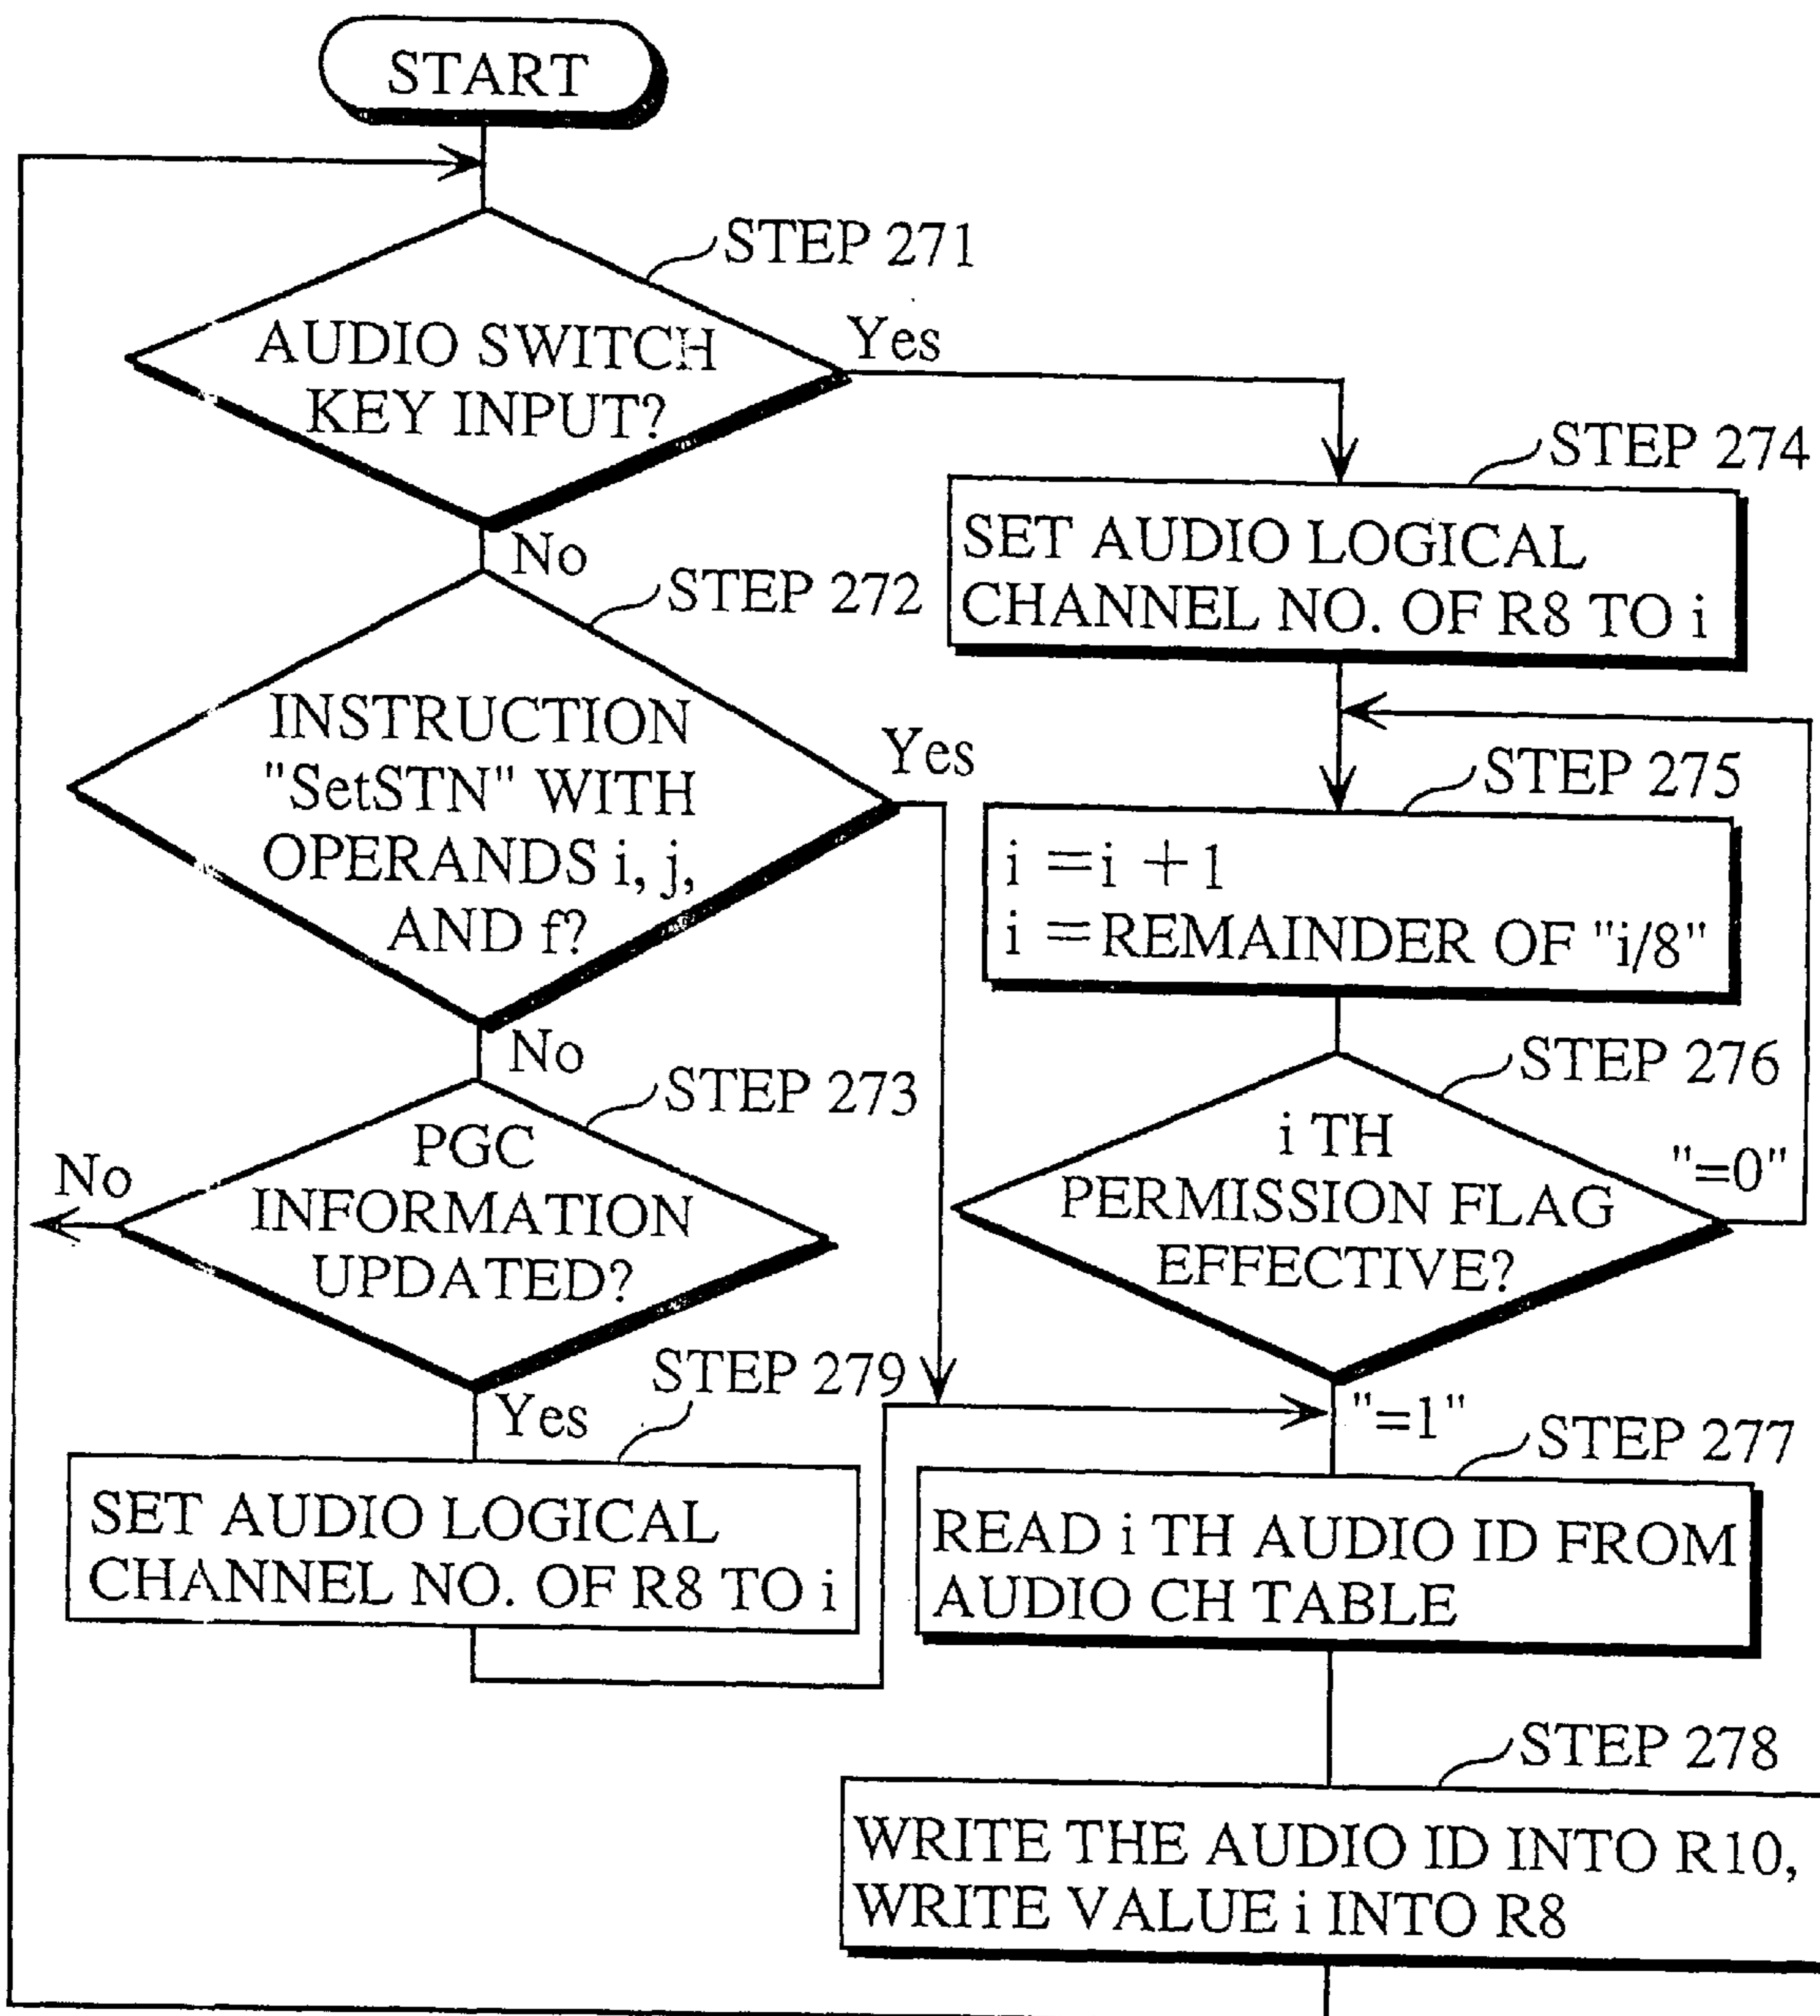 START
STEP 271
AUDIO SWITCH
KEY INPUT?
Yes
No
STEP 272
INSTRUCTION
"SetSTN" WITH
OPERANDS i, j,
AND f?
Yes
No
STEP 273
PGC
INFORMATION
UPDATED?
No
Yes
STEP 279
SET AUDIO LOGICAL
CHANNEL NO. OF R8 TO i
STEP 274
SET AUDIO LOGICAL
CHANNEL NO. OF R8 TO i
STEP 275
i =i +1
i =REMAINDER OF "i/8"
STEP 276
i TH
PERMISSION FLAG
EFFECTIVE?
"=0"
"=1"
STEP 277
READ i TH AUDIO ID FROM
AUDIO CH TABLE
STEP 278
WRITE THE AUDIO ID INTO R10,
WRITE VALUE i INTO R8